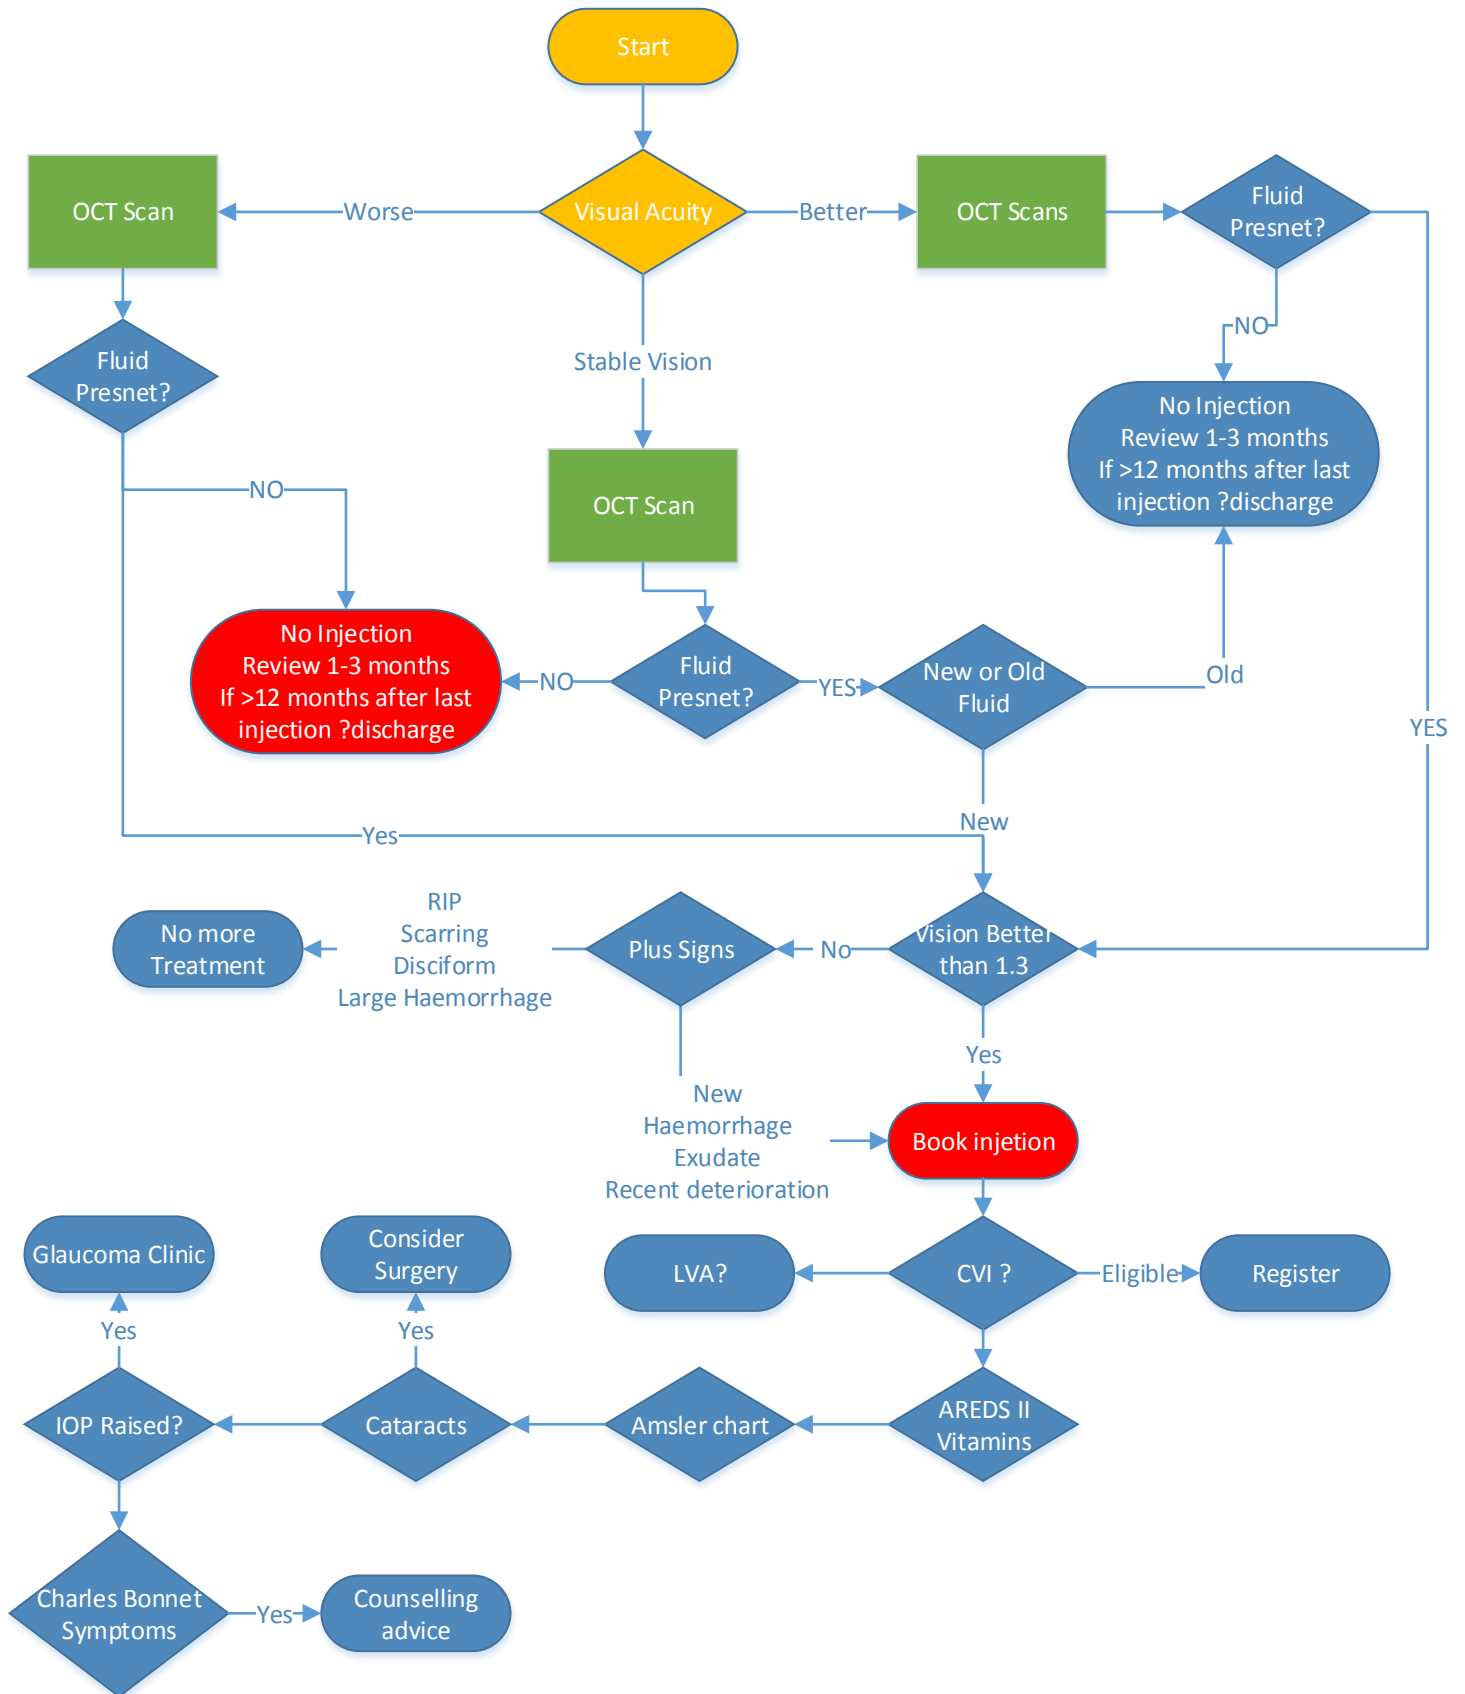 Start
OCT Scan
Worse
Visual Acuity
Better
OCT Scans
Fluid
Presnet?
NO
Fluid
Presnet?
Stable Vision
No Injection
Review 1-3 months
If >12 months after last
injection ?discharge
NO
OCT Scan
No Injection
Review 1-3 months
If >12 months after last
injection ?discharge
NO
Fluid
Presnet?
YES
New or Old
Fluid
Old
YES
New
Yes
No more
Treatment
RIP
Scarring
Disciform
Large Haemorrhage
Plus Signs
No
Vision Better
than 1.3
Yes
New
Haemorrhage
Exudate
Recent deterioration
Book injetion
Glaucoma Clinic
Consider
Surgery
LVA?
CVI ?
Eligible
Register
Yes
Yes
IOP Raised?
Cataracts
Amsler chart
AREDS II
Vitamins
Charles Bonnet
Symptoms
Yes
Counselling
advice